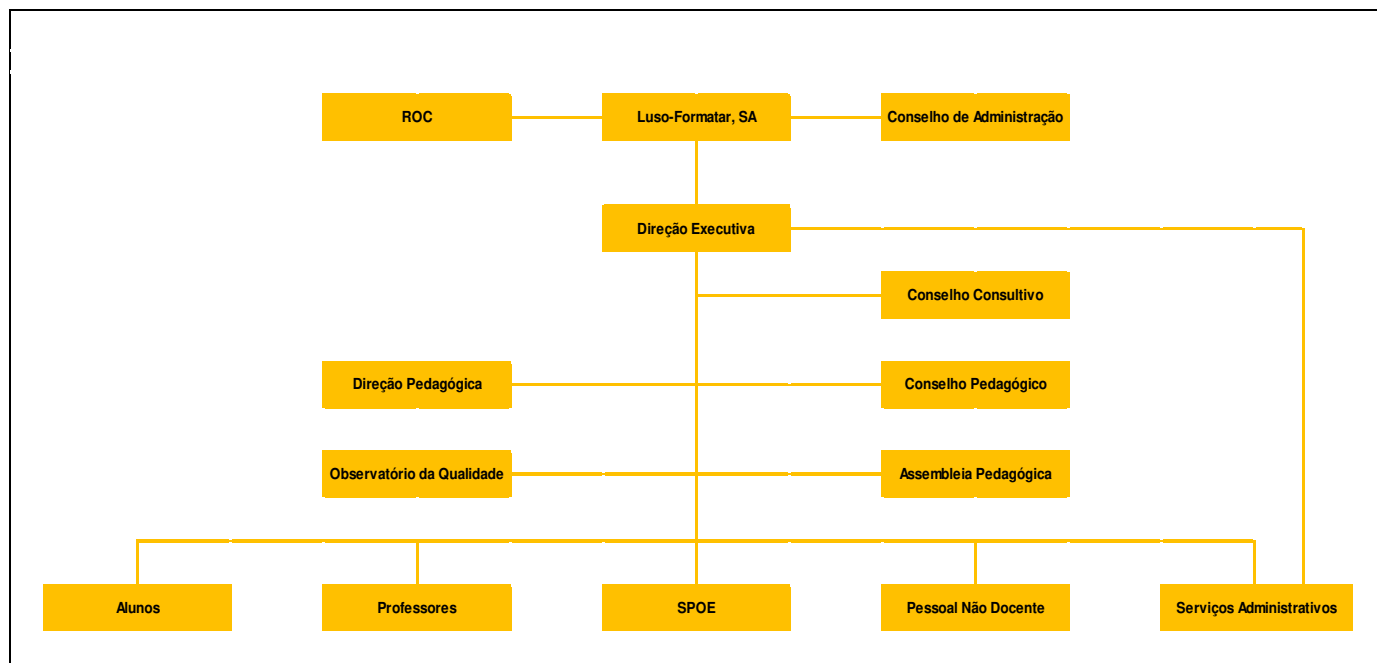 ROC
Luso-Formatar, SA
Conselho de Administração
Direção Executiva
Conselho Consultivo
Direção Pedagógica
Conselho Pedagógico
Observatório da Qualidade
Assembleia Pedagógica
Alunos
Professores
SPOE
Pessoal Não Docente
Serviços Administrativos